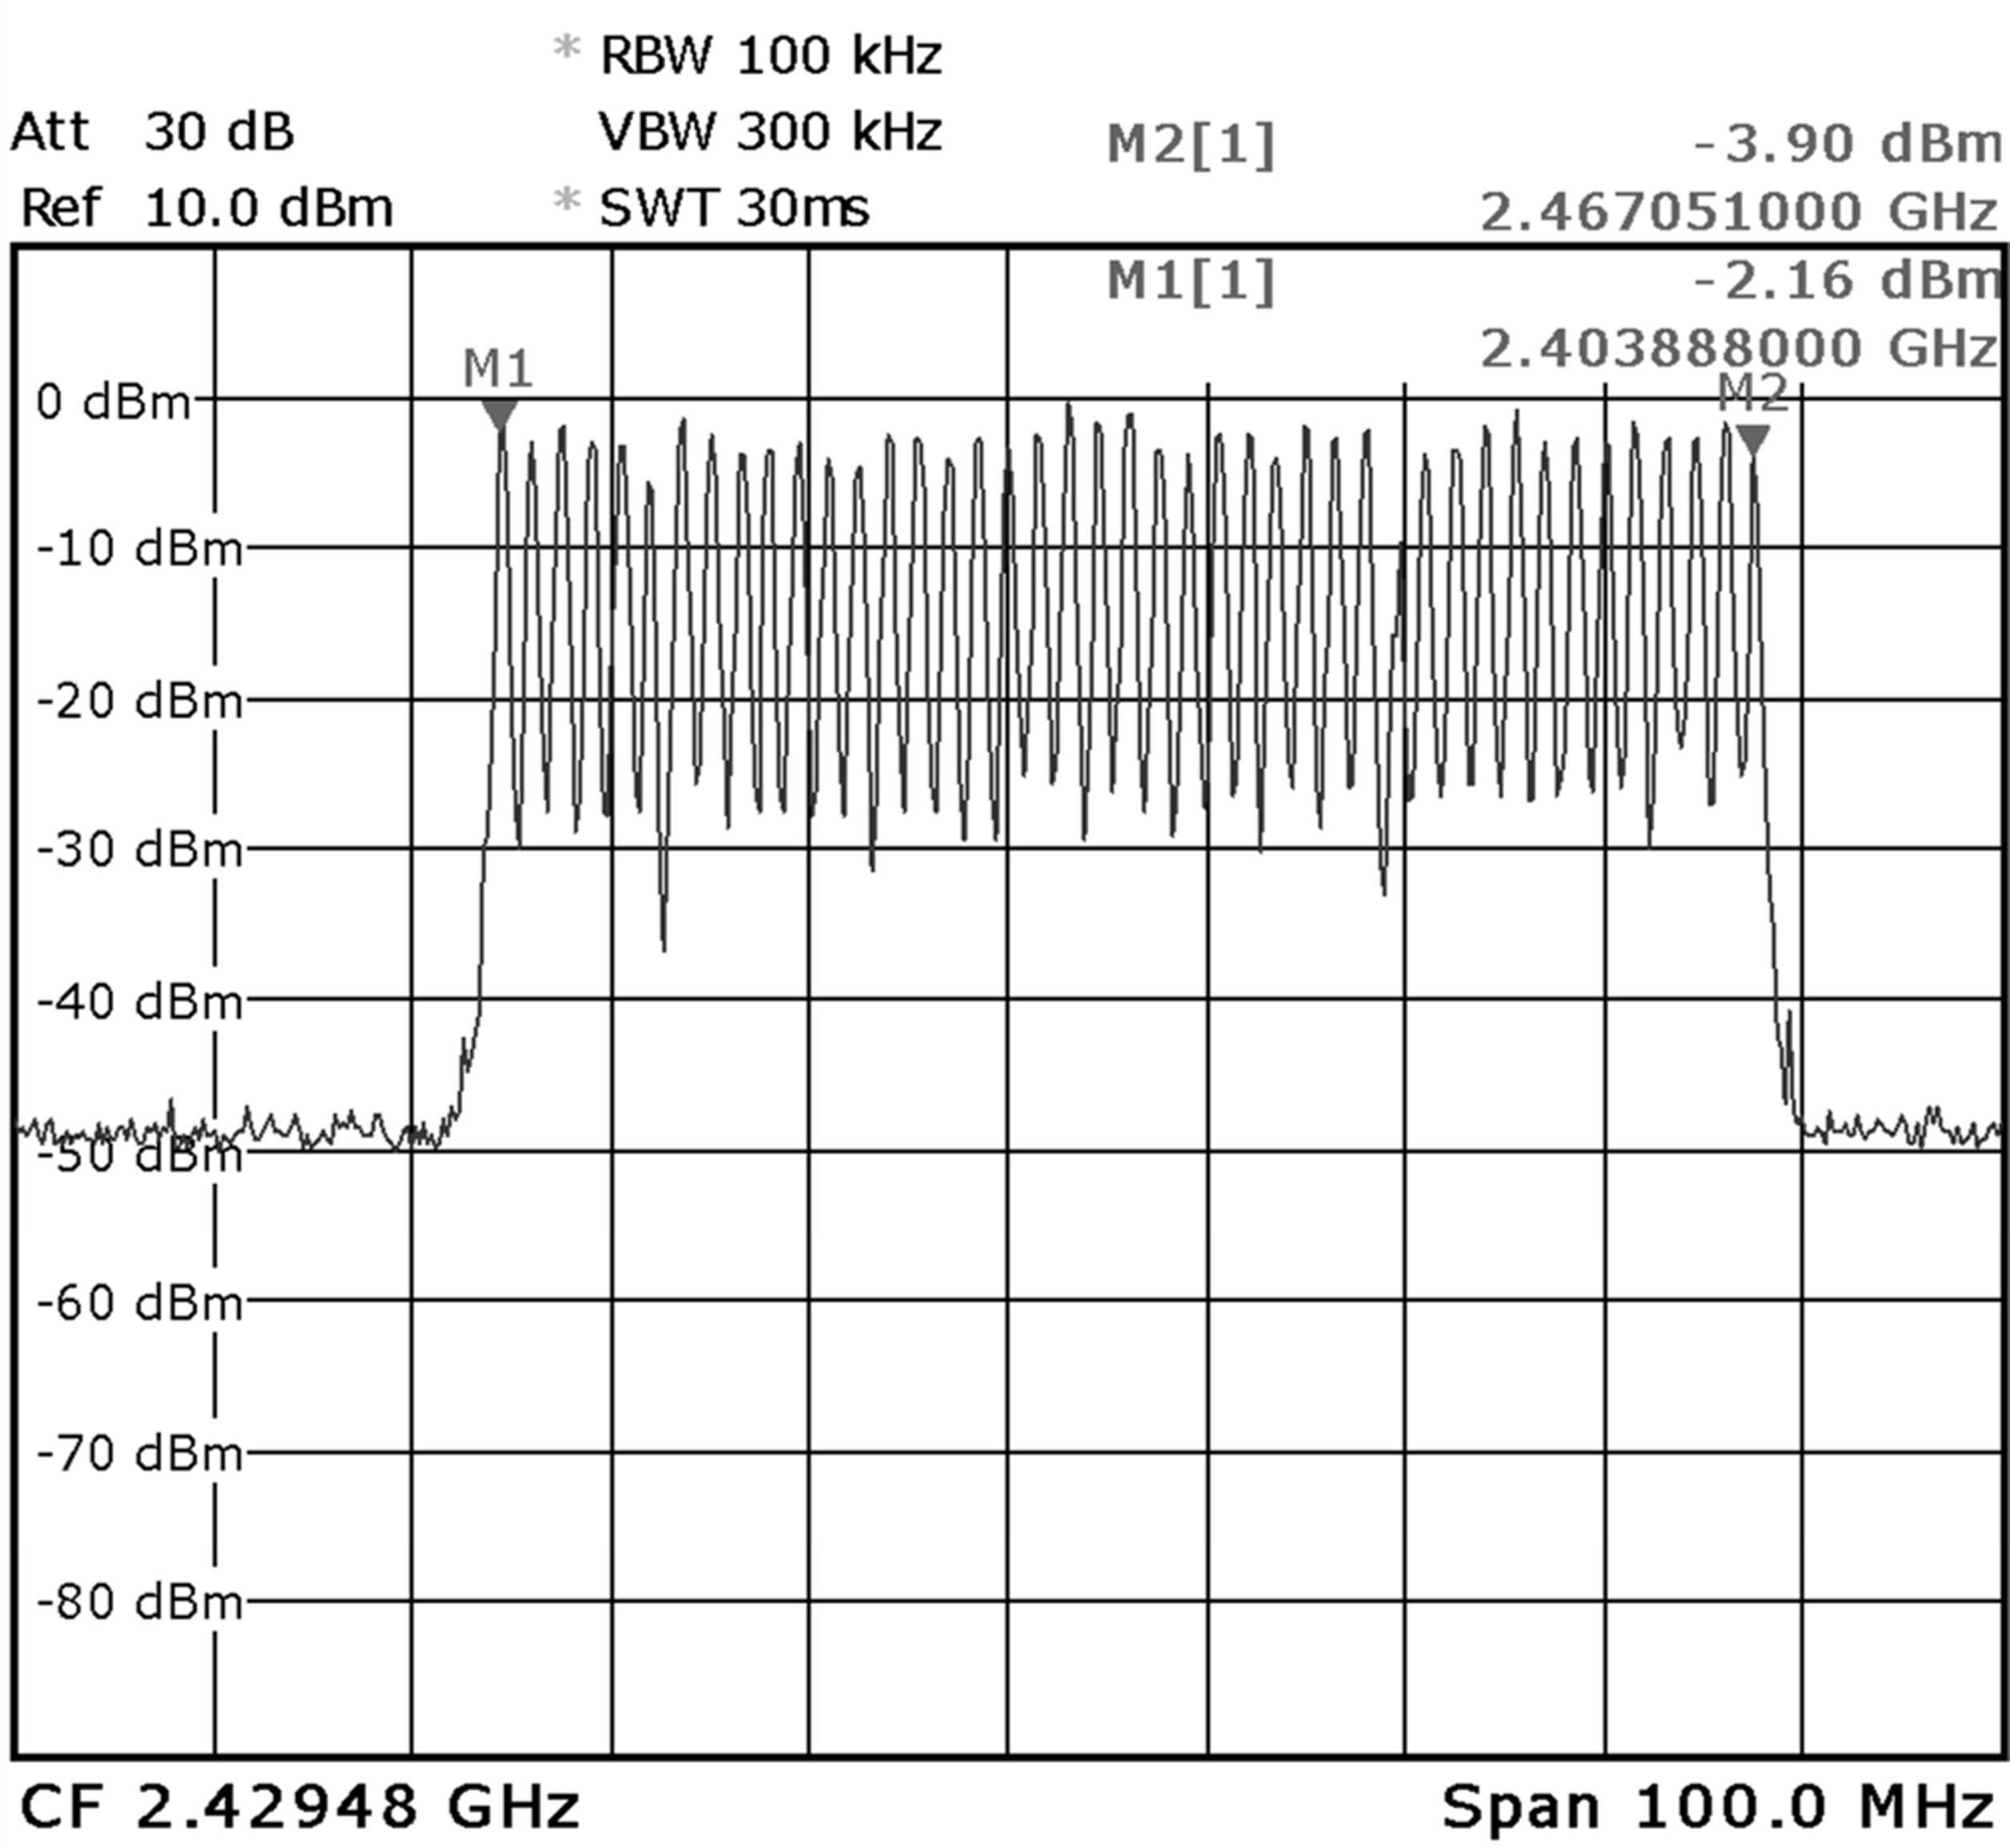 * RBW 100 kHz
Att 30 dB VBW 300 kHz M2[1] -3.90 dBm
Ref 10.0 dBm * SWT 30ms 2.467051000 GHz
M1[1] -2.16 dBm
2.403888000 GHz
M1 M2
0 dBm
-10 dBm
-20 dBm
-30 dBm
-40 dBm
-50 dBm
-60 dBm
-70 dBm
-80 dBm
CF 2.42948 GHz Span 100.0 MHz